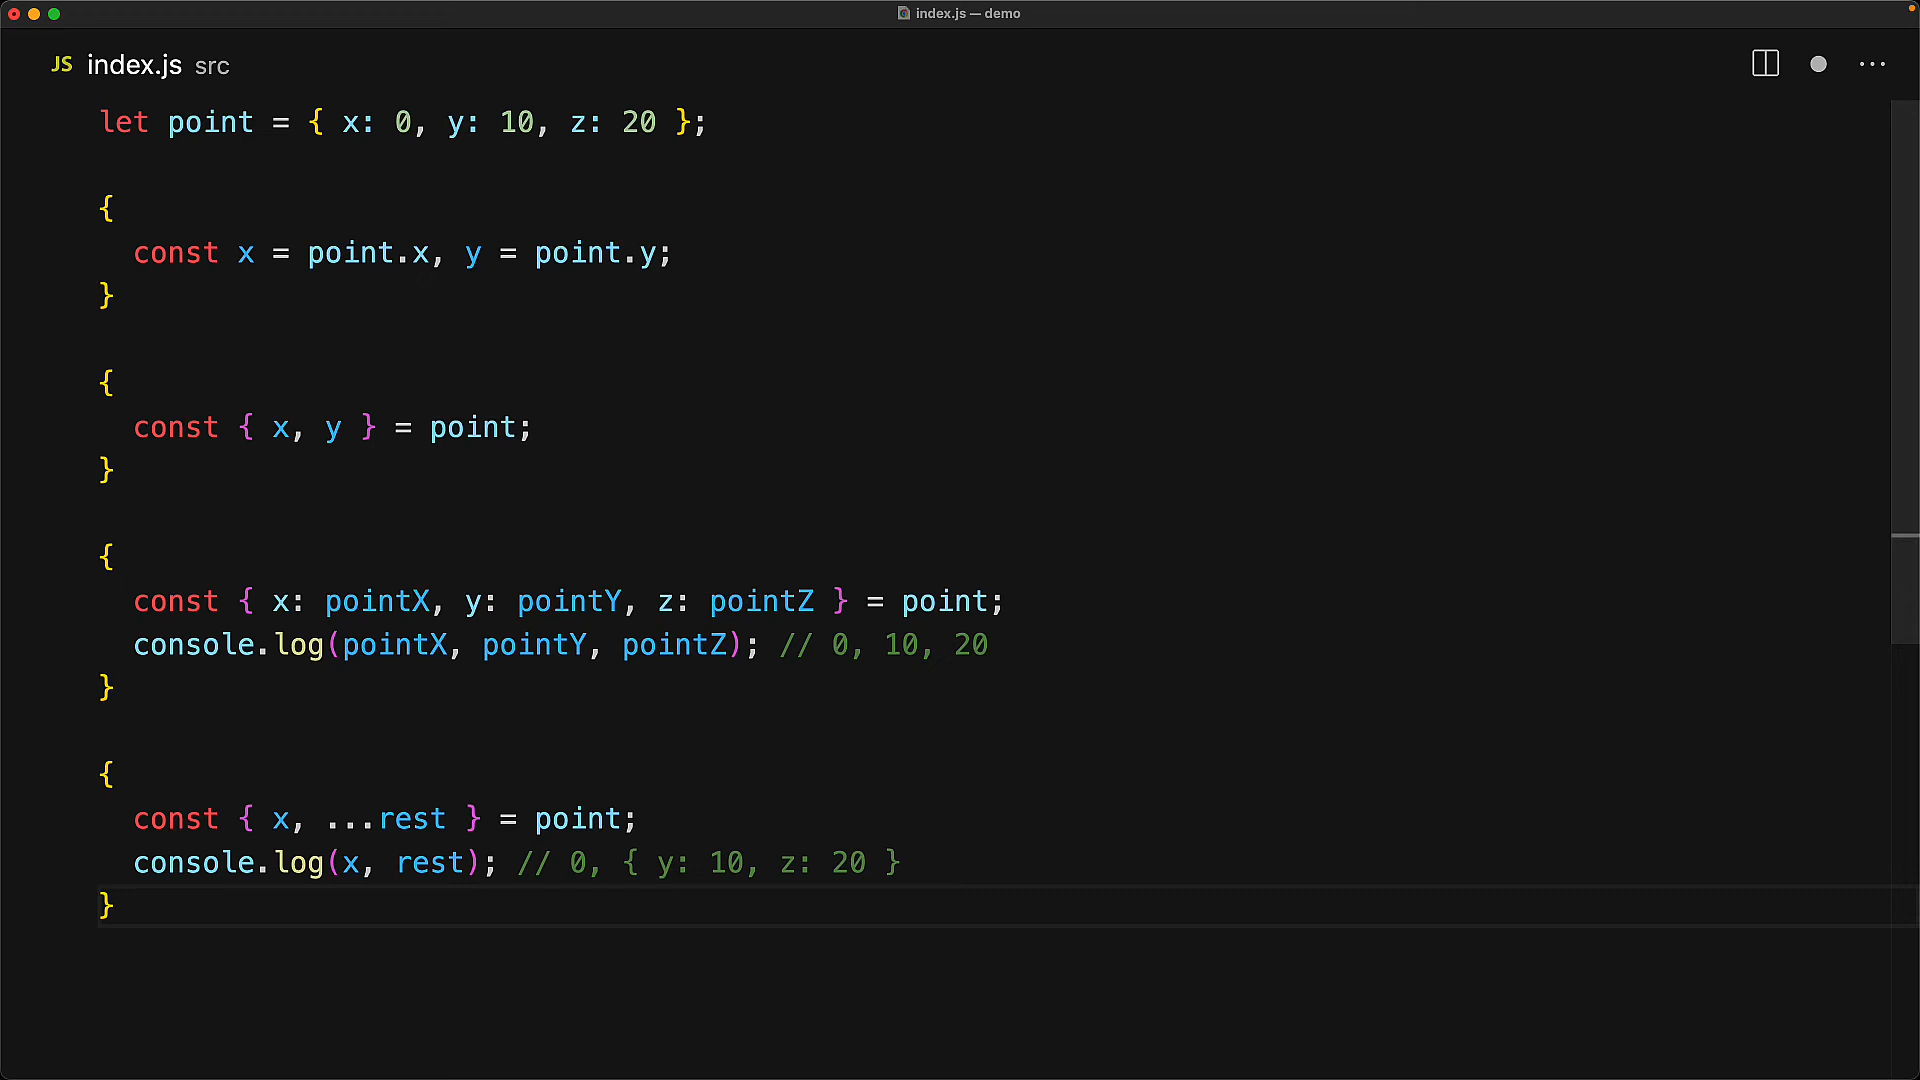 index.js — demo
JS index.js src
let point = { x: 0, y: 10, z: 20 };
{
const x = point.x, y = point.y;
}
{
const { x, y } = point;
}
{
const { x: pointX, y: pointY, z: pointZ } = point;
console.log(pointX, pointY, pointZ); // 0, 10, 20
}
{
const { x, ...rest } = point;
console.log(x, rest); // 0, { y: 10, z: 20 }
}